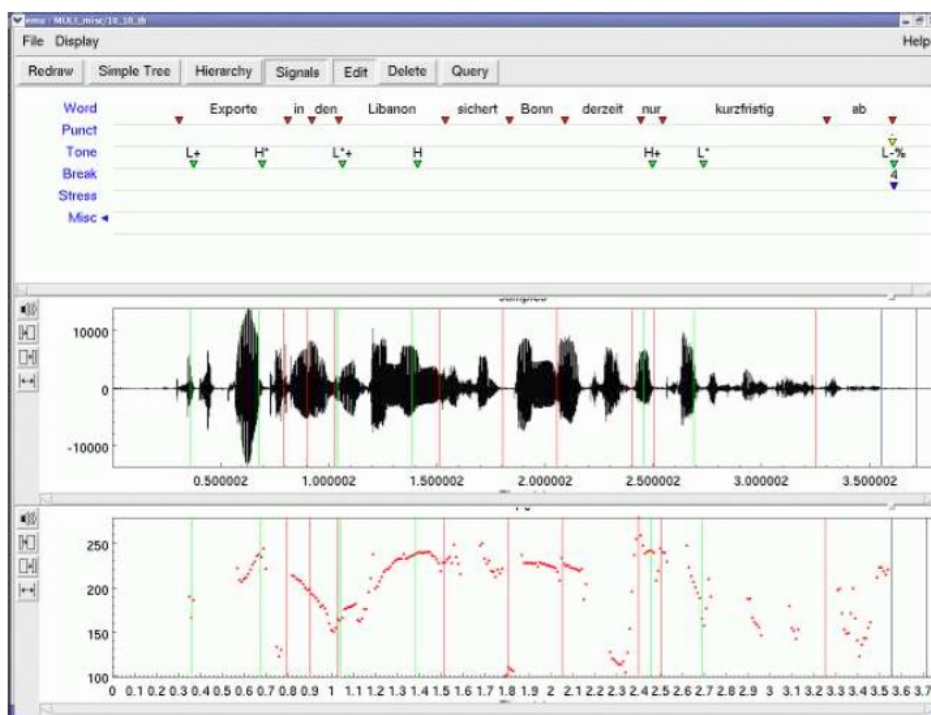 emu : MULI_misc/10_10_tb
File Display Help
Redraw Simple Tree Hierarchy Signals Edit Delete Query
Word Exporte in den Libanon sichert Bonn derzeit nur kurzfristig ab
Punct .
Tone L+ H* L*+ H H+ L* L-%
Break 4
Stress
Misc
samples
10000
0
-10000
0.500002 1.000002 1.500002 2.000002 2.500002 3.000002 3.500002
250
200
150
100
0 0.1 0.2 0.3 0.4 0.5 0.6 0.7 0.8 0.9 1 1.1 1.2 1.3 1.4 1.5 1.6 1.7 1.8 1.9 2 2.1 2.2 2.3 2.4 2.5 2.6 2.7 2.8 2.9 3 3.1 3.2 3.3 3.4 3.5 3.6 3.7